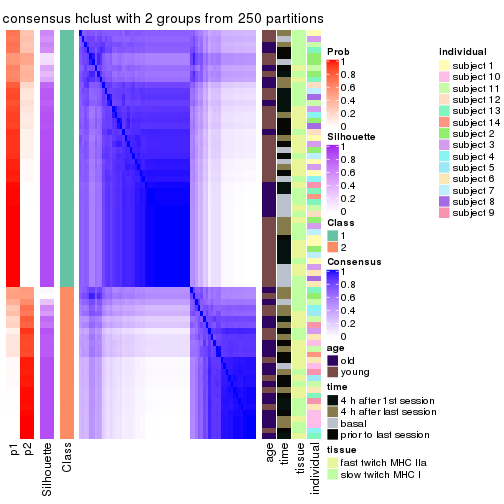 consensus hclust with 2 groups from 250 partitions
Prob
1
0.8
0.6
0.4
0.2
0
Silhouette
1
0.8
0.6
0.4
0.2
0
Class
1
2
Consensus
1
0.8
0.6
0.4
0.2
0
age
old
young
time
4 h after 1st session
4 h after last session
basal
prior to last session
tissue
fast twitch MHC IIa
slow twitch MHC I
individual
subject 1
subject 10
subject 11
subject 12
subject 13
subject 14
subject 2
subject 3
subject 4
subject 5
subject 6
subject 7
subject 8
subject 9
p1
p2
Silhouette
Class
age
time
tissue
individual